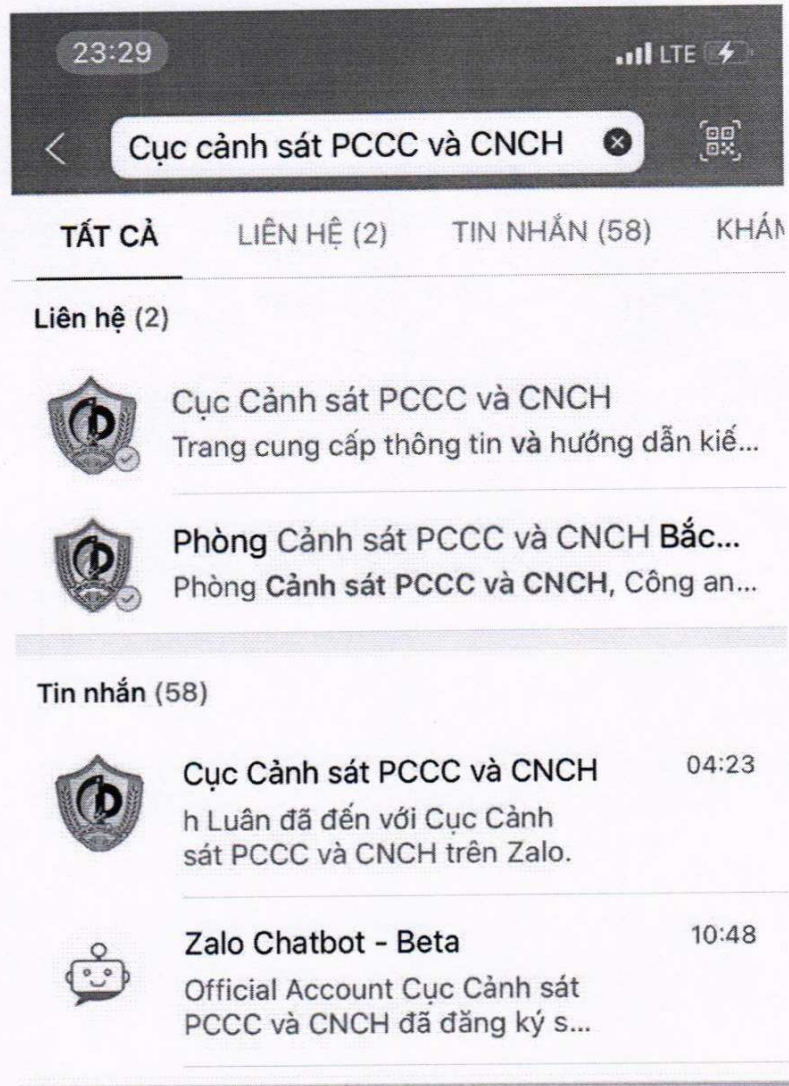 23:29
LTE
Cục cảnh sát PCCC và CNCH
TẤT CẢ LIÊN HỆ (2) TIN NHẮN (58) KHÁM
Liên hệ (2)
Cục Cảnh sát PCCC và CNCH
Trang cung cấp thông tin và hướng dẫn kiế...
Phòng Cảnh sát PCCC và CNCH Bắc...
Phòng Cảnh sát PCCC và CNCH, Công an...
Tin nhắn (58)
Cục Cảnh sát PCCC và CNCH 04:23
h Luân đã đến với Cục Cảnh
sát PCCC và CNCH trên Zalo.
Zalo Chatbot - Beta 10:48
Official Account Cục Cảnh sát
PCCC và CNCH đã đăng ký s...